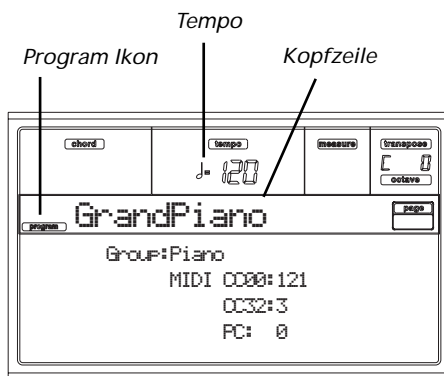 Tempo
Program Ikon
Kopfzeile
chord
tempo
measure
transpose
♩= 120
C 0
octave
program
GrandPiano
page
Group:Piano
MIDI CC00:121
CC32:3
PC: 0